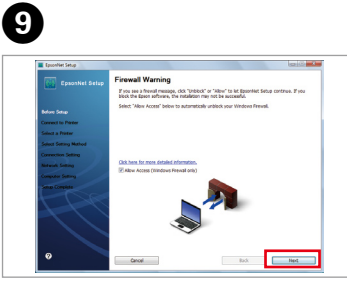 9
EpsonNet Setup
EpsonNet Setup
Firewall Warning
If you see a firewall message, click "Unblock" or "Allow" to let EpsonNet Setup continue. If you
block the Epson software, the installation may not be successful.
Select "Allow Access" below to automatically unblock your Windows Firewall.
Before Setup
Connect to Printer
Select a Printer
Select Setting Method
Connection Setting
Network Setting
Computer Setting
Setup Complete
Click here for more detailed information.
Allow Access (Windows Firewall only)
?
Cancel
Back
Next